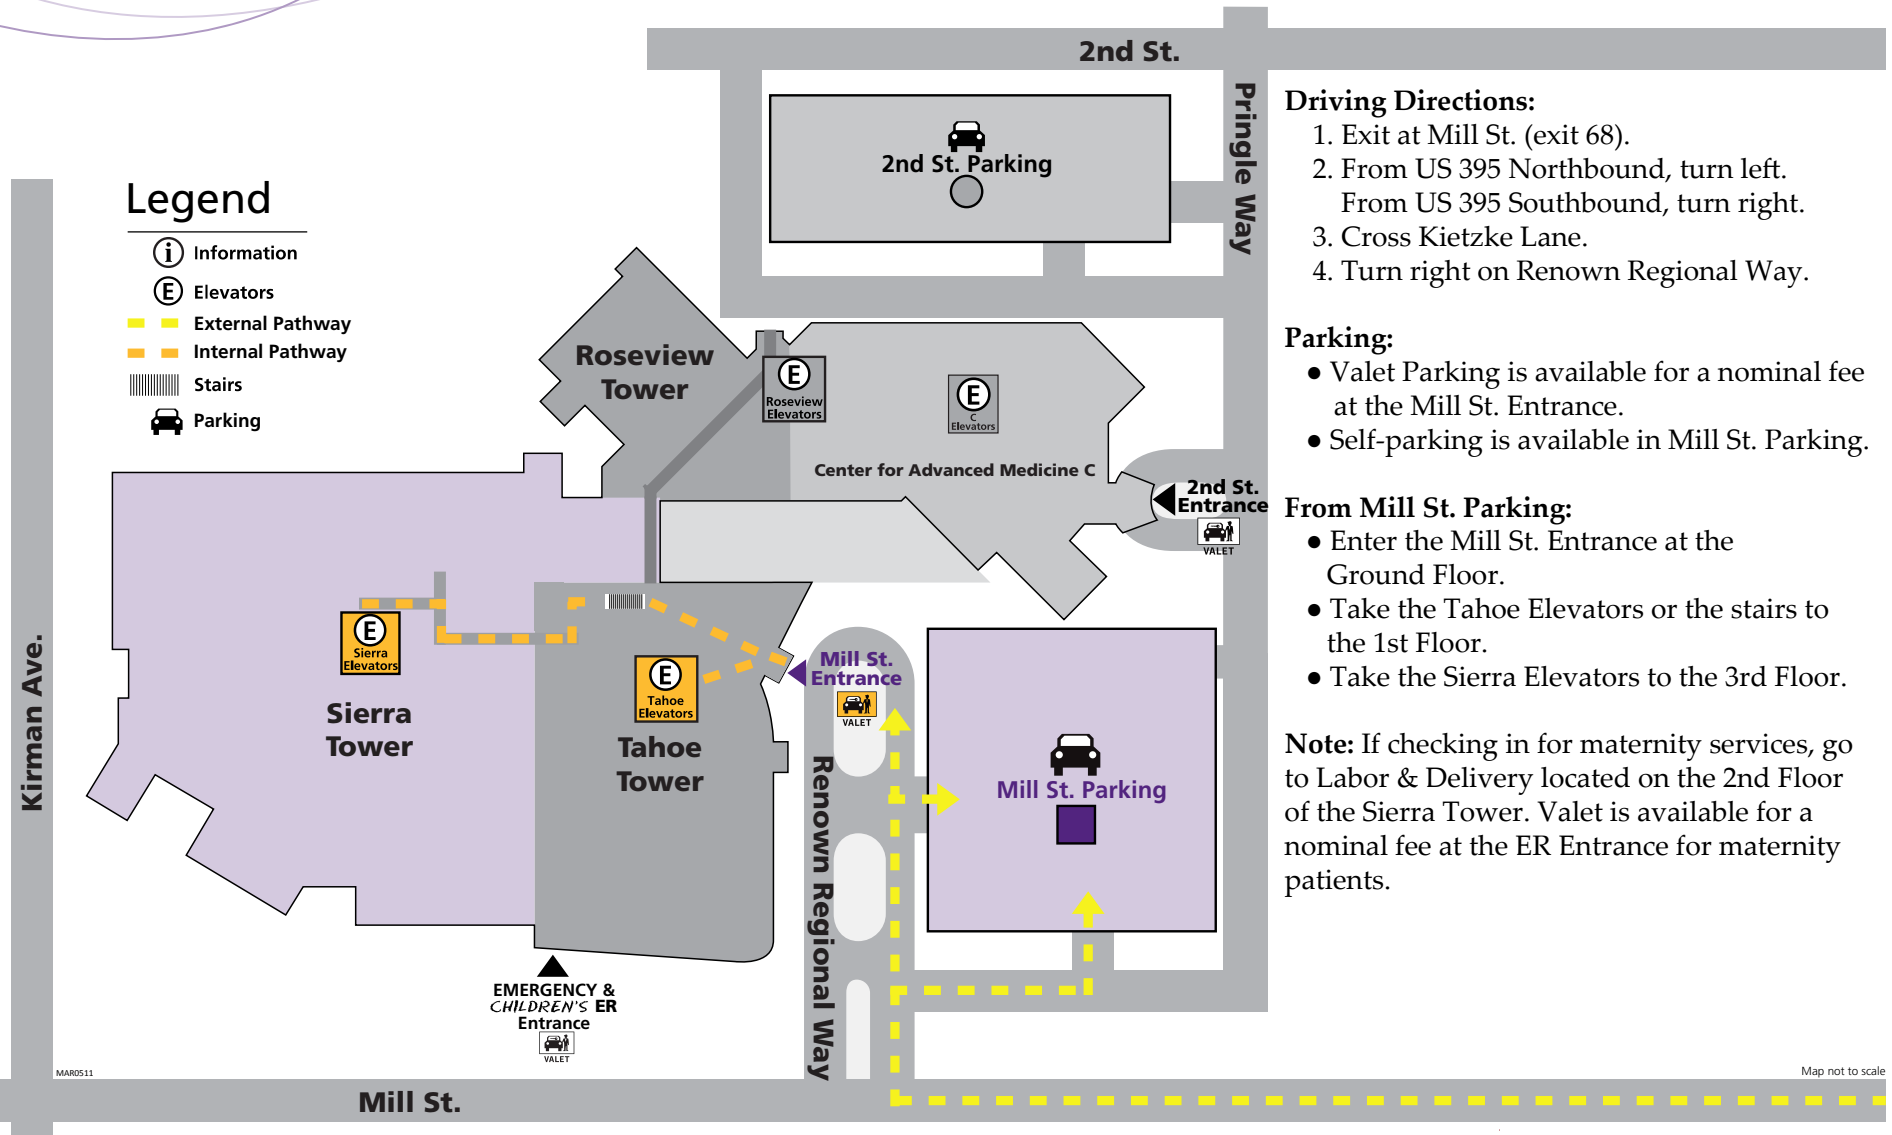 2nd St.
Pringle Way
2nd St. Parking
Legend
i Information
E Elevators
External Pathway
Internal Pathway
Stairs
Parking
Kirman Ave.
Roseview
Tower
E
Roseview
Elevators
E
C
Elevators
Center for Advanced Medicine C
2nd St.
Entrance
VALET
E
Sierra
Elevators
Sierra
Tower
E
Tahoe
Elevators
Tahoe
Tower
Mill St.
Entrance
VALET
Renown Regional Way
Mill St. Parking
EMERGENCY &
CHILDREN'S ER
Entrance
VALET
MAR0511
Mill St.
Driving Directions:
1. Exit at Mill St. (exit 68).
2. From US 395 Northbound, turn left.
From US 395 Southbound, turn right.
3. Cross Kietzke Lane.
4. Turn right on Renown Regional Way.
Parking:
● Valet Parking is available for a nominal fee
at the Mill St. Entrance.
● Self-parking is available in Mill St. Parking.
From Mill St. Parking:
● Enter the Mill St. Entrance at the
Ground Floor.
● Take the Tahoe Elevators or the stairs to
the 1st Floor.
● Take the Sierra Elevators to the 3rd Floor.
Note: If checking in for maternity services, go
to Labor & Delivery located on the 2nd Floor
of the Sierra Tower. Valet is available for a
nominal fee at the ER Entrance for maternity
patients.
Map not to scale